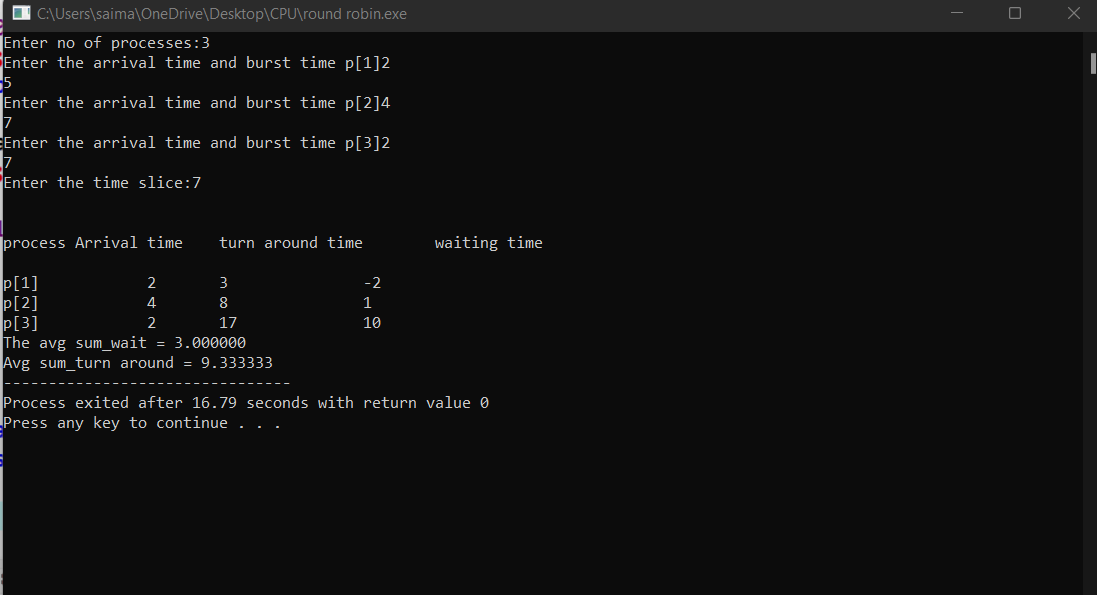 C:\Users\saima\OneDrive\Desktop\CPU\round robin.exe
Enter no of processes:3
Enter the arrival time and burst time p[1]2
5
Enter the arrival time and burst time p[2]4
7
Enter the arrival time and burst time p[3]2
7
Enter the time slice:7
process Arrival time    turn around time        waiting time
p[1]            2       3               -2
p[2]            4       8               1
p[3]            2       17              10
The avg sum_wait = 3.000000
Avg sum_turn around = 9.333333
--------------------------------
Process exited after 16.79 seconds with return value 0
Press any key to continue . . .